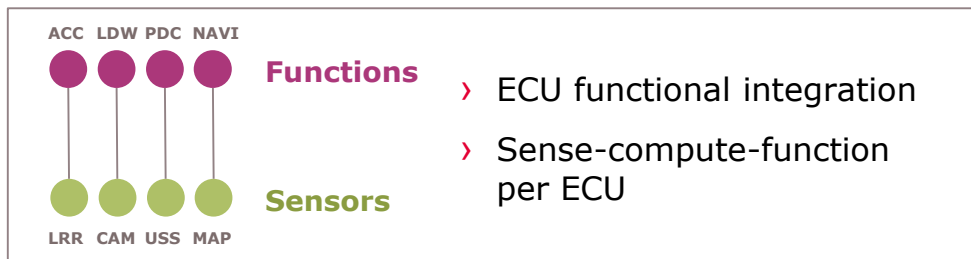 ACC LDW PDC NAVI
Functions
Sensors
LRR CAM USS MAP
› ECU functional integration
› Sense-compute-function
per ECU